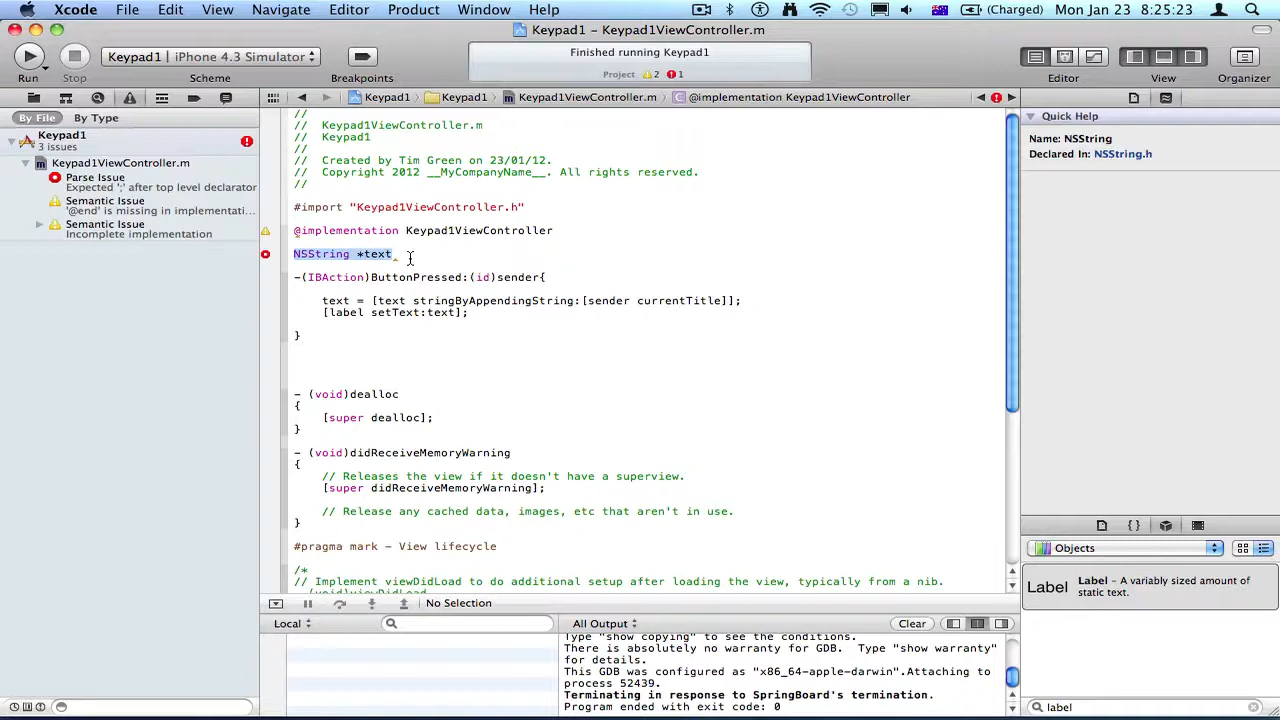 Xcode File Edit View Navigate Editor Product Window Help (Charged) Mon Jan 23 8:25:23
Keypad1 - Keypad1ViewController.m
Keypad1 iPhone 4.3 Simulator
Finished running Keypad1
Project 2 1
Run Stop Scheme Breakpoints Editor View Organizer
Keypad1 Keypad1 Keypad1ViewController.m @implementation Keypad1ViewController
By File By Type
Keypad1
3 issues
Keypad1ViewController.m
Parse Issue
Expected ';' after top level declarator
Semantic Issue
'@end' is missing in implementati...
Semantic Issue
Incomplete implementation
//
// Keypad1ViewController.m
// Keypad1
//
// Created by Tim Green on 23/01/12.
// Copyright 2012 __MyCompanyName__. All rights reserved.
//
#import "Keypad1ViewController.h"
@implementation Keypad1ViewController
NSString *text
-(IBAction)ButtonPressed:(id)sender{
text = [text stringByAppendingString:[sender currentTitle]];
[label setText:text];
}
- (void)dealloc
{
[super dealloc];
}
- (void)didReceiveMemoryWarning
{
// Releases the view if it doesn't have a superview.
[super didReceiveMemoryWarning];
// Release any cached data, images, etc that aren't in use.
}
#pragma mark - View lifecycle
/*
// Implement viewDidLoad to do additional setup after loading the view, typically from a nib.
- (void)viewDidLoad
No Selection
Local
All Output
Clear
Type "show copying" to see the conditions.
There is absolutely no warranty for GDB. Type "show warranty"
for details.
This GDB was configured as "x86_64-apple-darwin".Attaching to
process 52439.
Terminating in response to SpringBoard's termination.
Program ended with exit code: 0
Quick Help
Name: NSString
Declared In: NSString.h
{}
Objects
Label
Label - A variably sized amount of
static text.
label